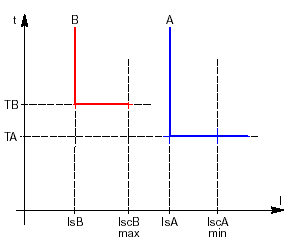 t B A
TB
TA
I
IsB IscB IsA IscA
max min